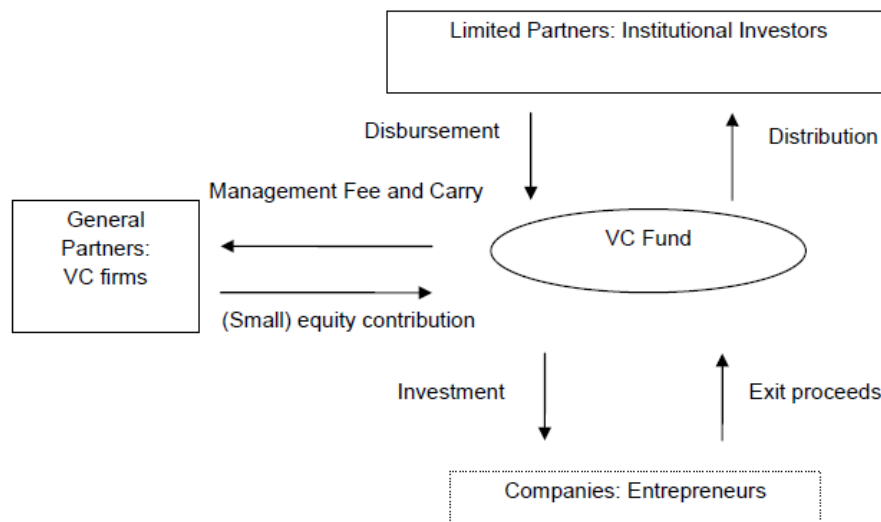 Limited Partners: Institutional Investors
Disbursement
Distribution
Management Fee and Carry
General
Partners:
VC firms
VC Fund
(Small) equity contribution
Investment
Exit proceeds
Companies: Entrepreneurs